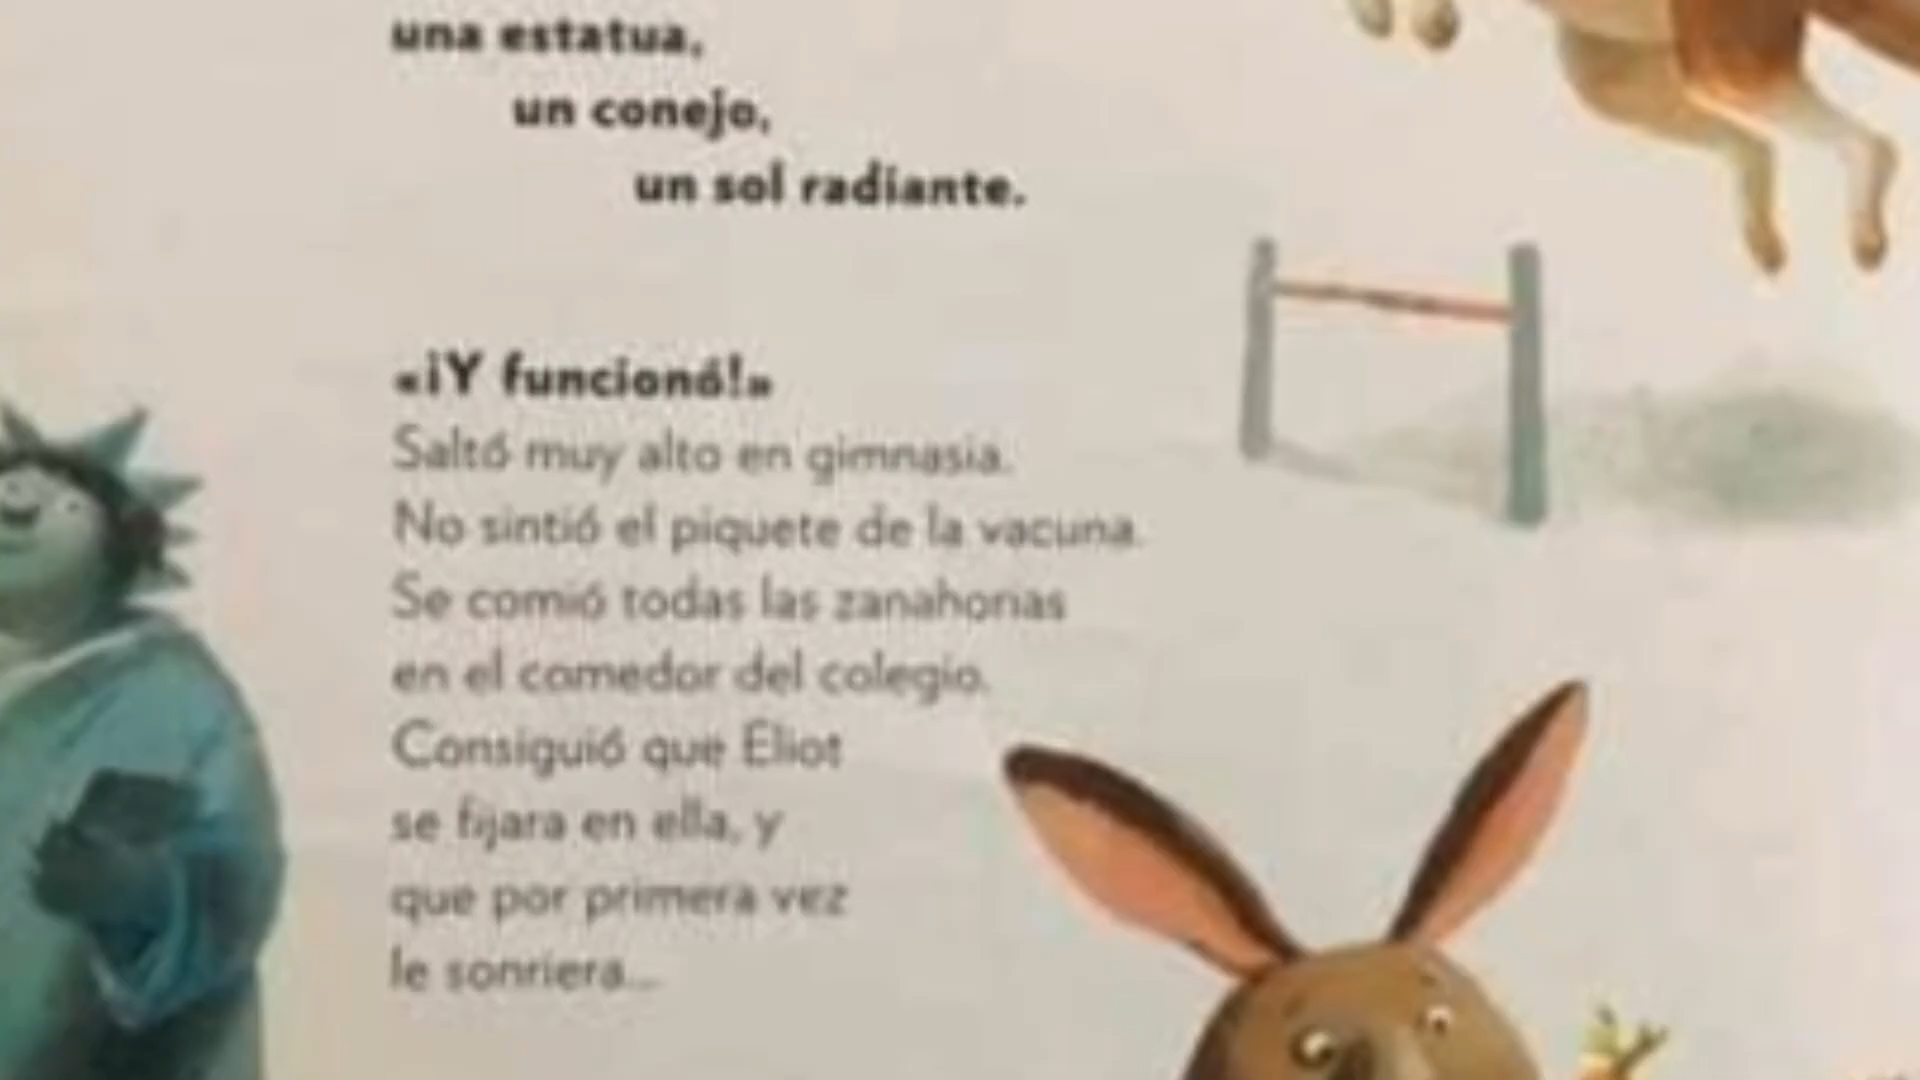 una estatua,
un conejo,
un sol radiante.
«¡Y funcionó!»
Saltó muy alto en gimnasia.
No sintió el piquete de la vacuna.
Se comió todas las zanahorias
en el comedor del colegio.
Consiguió que Eliot
se fijara en ella, y
que por primera vez
le sonriera...